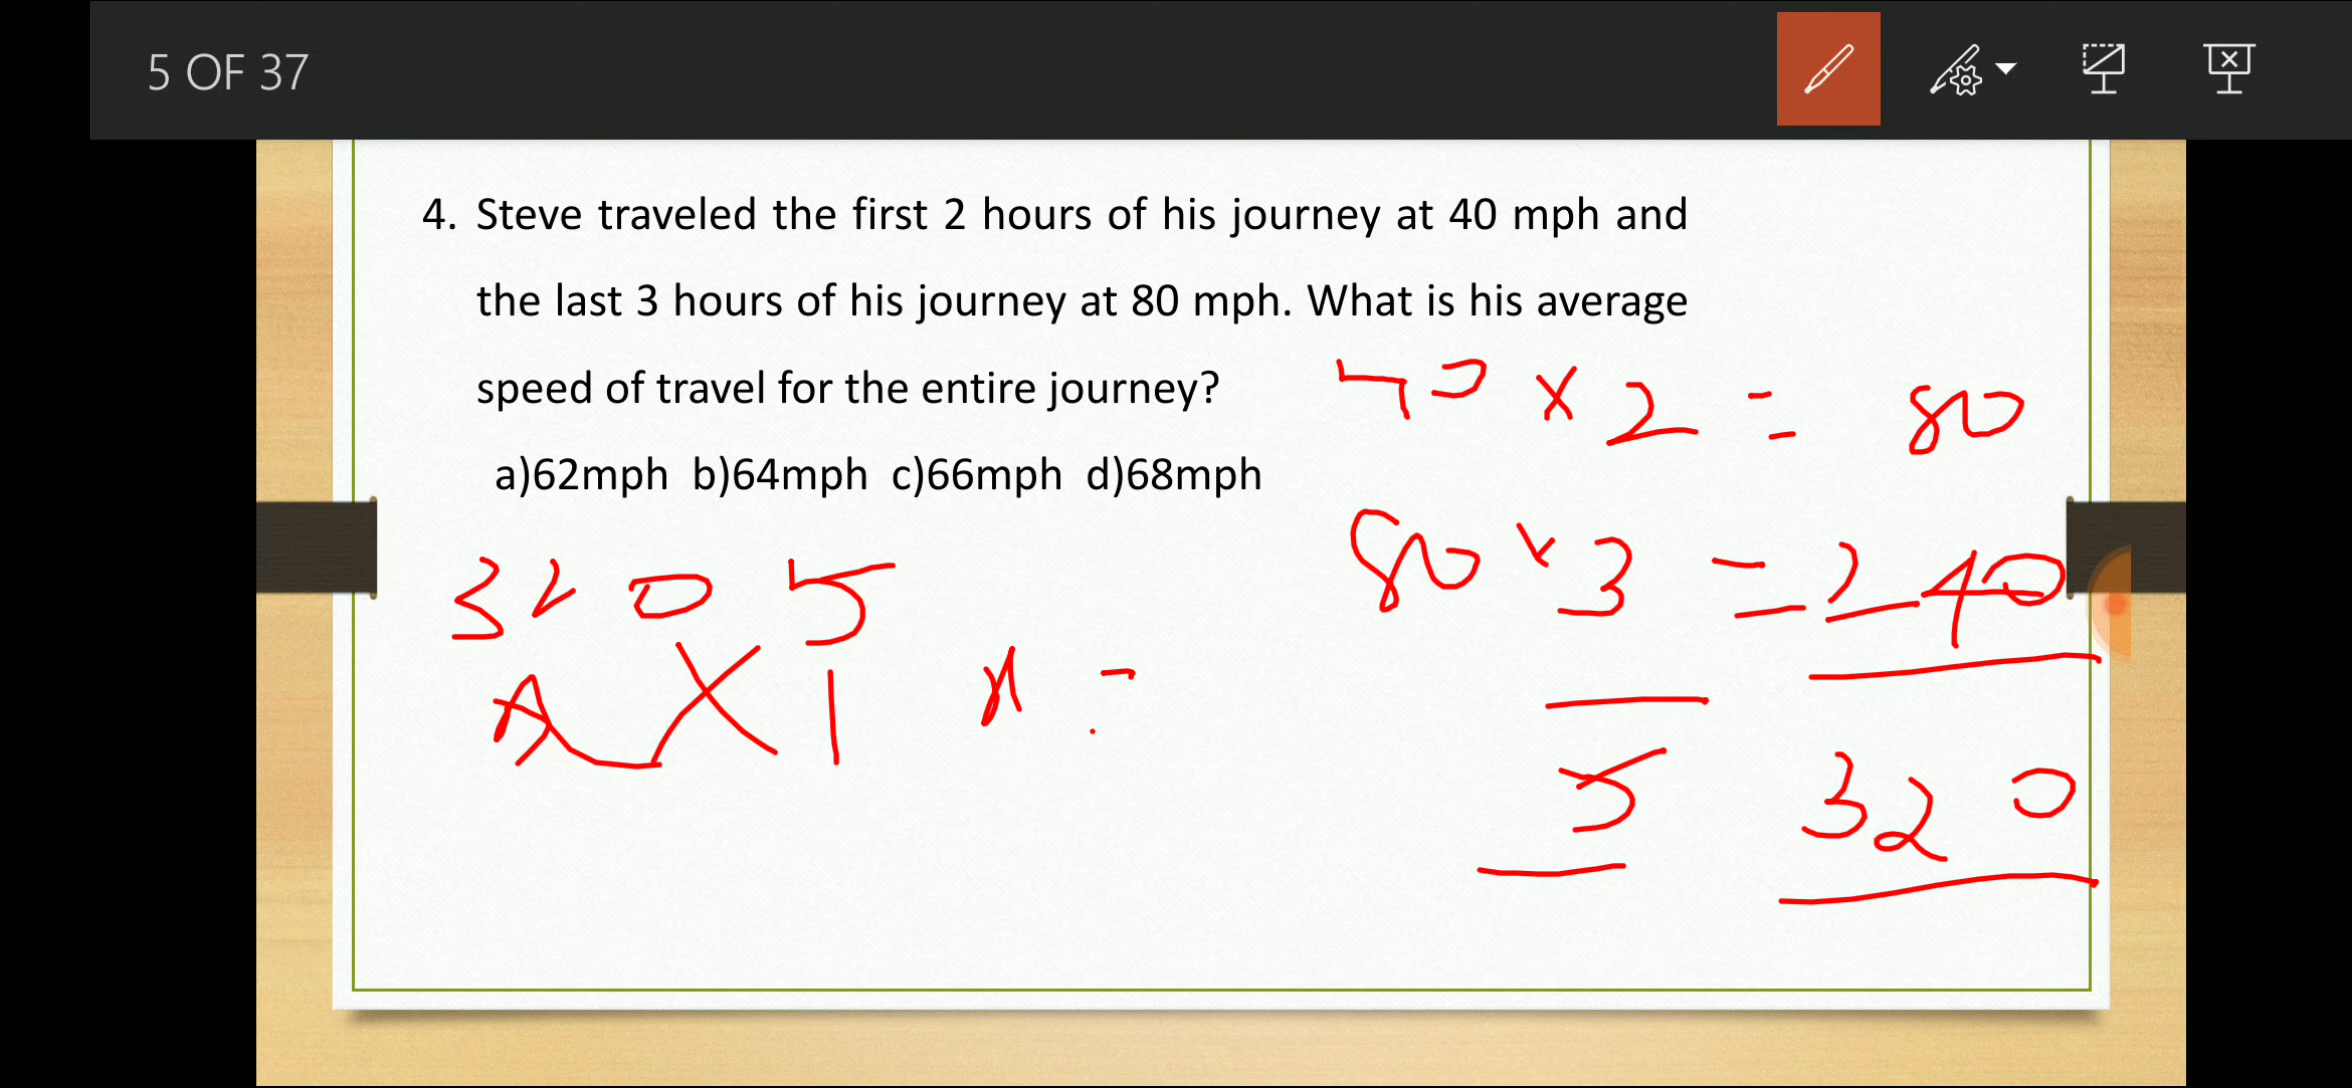 5 OF 37
4. Steve traveled the first 2 hours of his journey at 40 mph and
the last 3 hours of his journey at 80 mph. What is his average
speed of travel for the entire journey?
a)62mph b)64mph c)66mph d)68mph
40 × 2 = 80
80 × 3 = 240
5 320
320 5
x 1 x =